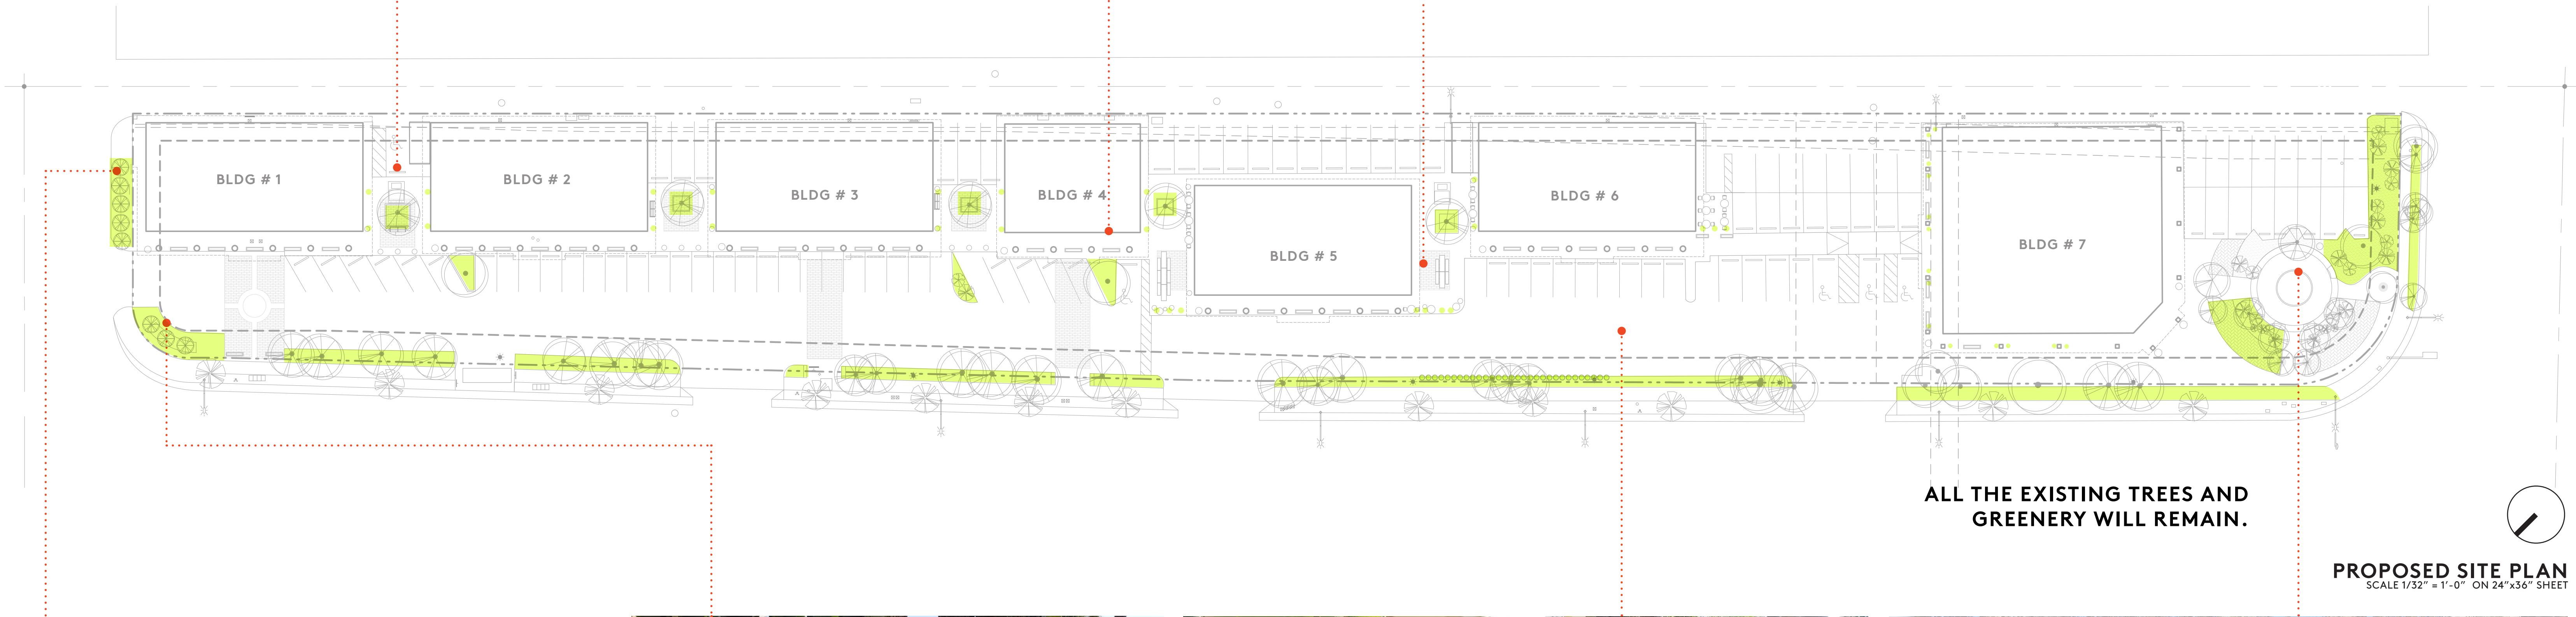 BLDG # 1
BLDG # 2
BLDG # 3
BLDG # 4
BLDG # 5
BLDG # 6
BLDG # 7
ALL THE EXISTING TREES AND
GREENERY WILL REMAIN.
PROPOSED SITE PLAN
SCALE 1/32" = 1'-0" ON 24"x36" SHEET